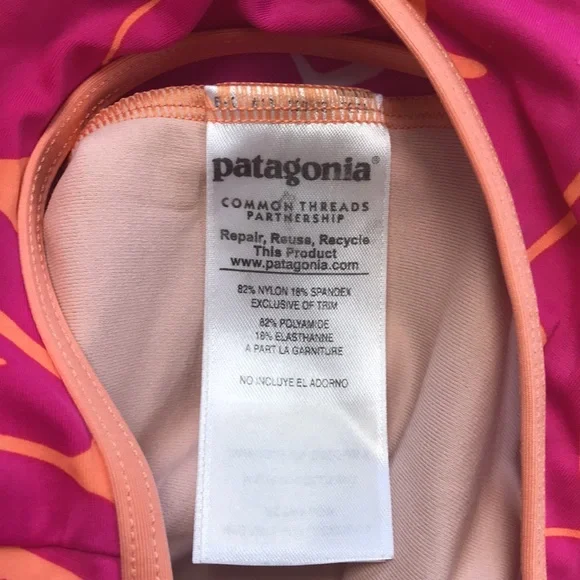 patagonia®
COMMON THREADS
PARTNERSHIP
Repair, Reuse, Recycle
This Product
www.patagonia.com
82% NYLON 18% SPANDEX
EXCLUSIVE OF TRIM
82% POLYAMIDE
18% ELASTHANNE
A PART LA GARNITURE
NO INCLUYE EL ADORNO